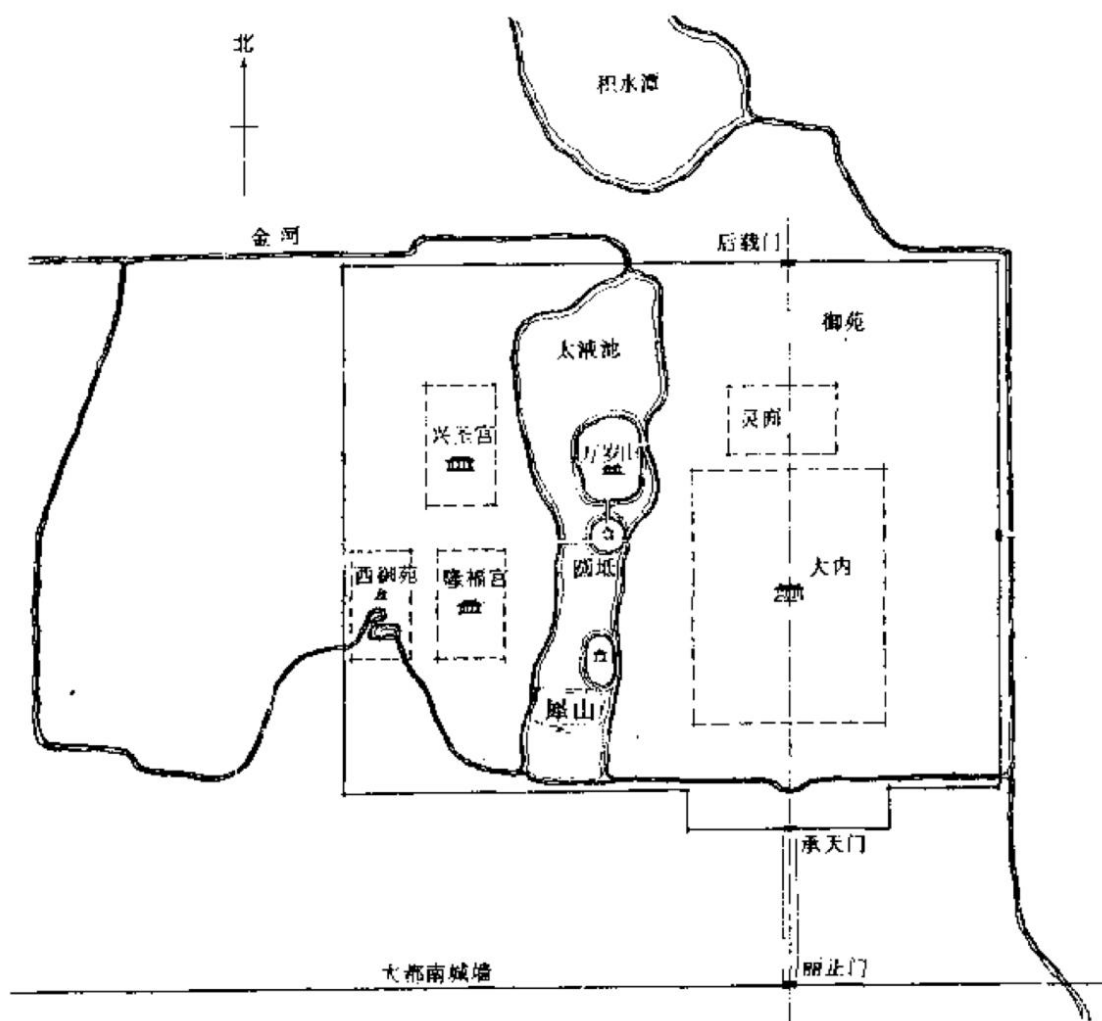 北
积水潭
金河
后载门
御苑
太液池
灵囿
兴圣宫
万岁山
大内
西御苑
隆福宫
圆坻
犀山
承天门
大都南城墙
丽正门